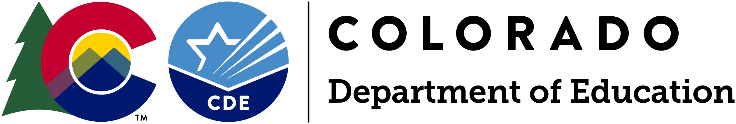 COLORADO
Department of Education
CDE
TM